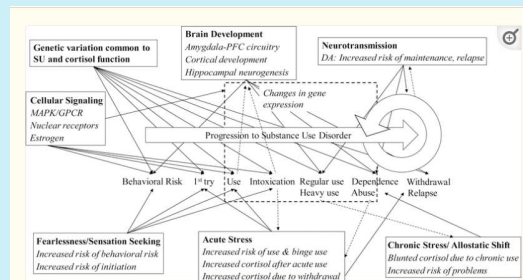 Brain Development
Amygdala-PFC circuitry
Cortical development
Hippocampal neurogenesis
Genetic variation common to
SU and cortisol function
Neurotransmission
DA: Increased risk of maintenance, relapse
Cellular Signaling
MAPK/GPCR
Nuclear receptors
Estrogen
Changes in gene
expression
Progression to Substance Use Disorder
Behavioral Risk 1st try Use Intoxication Regular use Dependence Withdrawal
Heavy use Abuse Relapse
Fearlessness/Sensation Seeking
Increased risk of behavioral risk
Increased risk of initiation
Acute Stress
Increased risk of use & binge use
Increased cortisol after acute use
Increased cortisol due to withdrawal
Chronic Stress/ Allostatic Shift
Blunted cortisol due to chronic use
Increased risk of problems